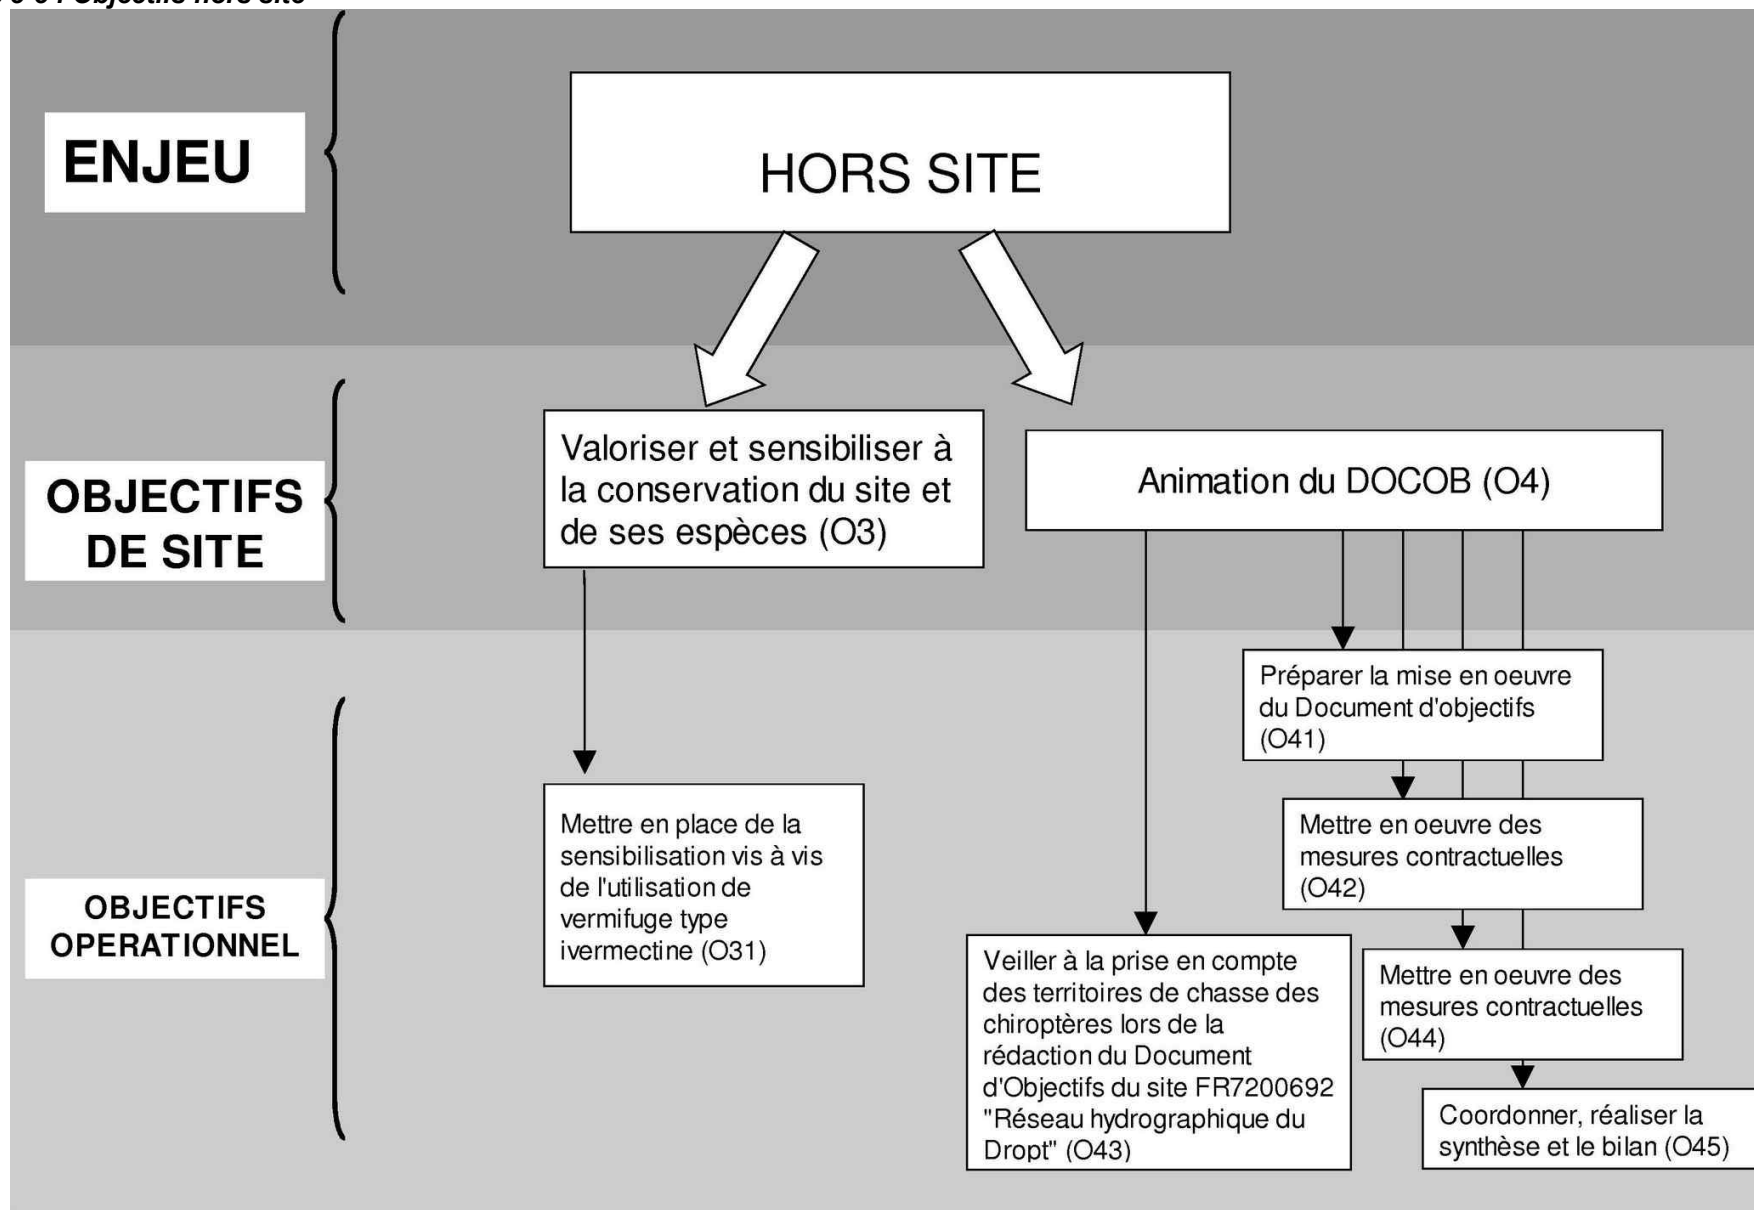 Objectifs hors site
ENJEU
HORS SITE
OBJECTIFS
DE SITE
Valoriser et sensibiliser à
la conservation du site et
de ses espèces (O3)
Animation du DOCOB (O4)
OBJECTIFS
OPERATIONNEL
Mettre en place de la
sensibilisation vis à vis
de l'utilisation de
vermifuge type
ivermectine (O31)
Veiller à la prise en compte
des territoires de chasse des
chiroptères lors de la
rédaction du Document
d'Objectifs du site FR7200692
"Réseau hydrographique du
Dropt" (O43)
Préparer la mise en oeuvre
du Document d'objectifs
(O41)
Mettre en oeuvre des
mesures contractuelles
(O42)
Mettre en oeuvre des
mesures contractuelles
(O44)
Coordonner, réaliser la
synthèse et le bilan (O45)